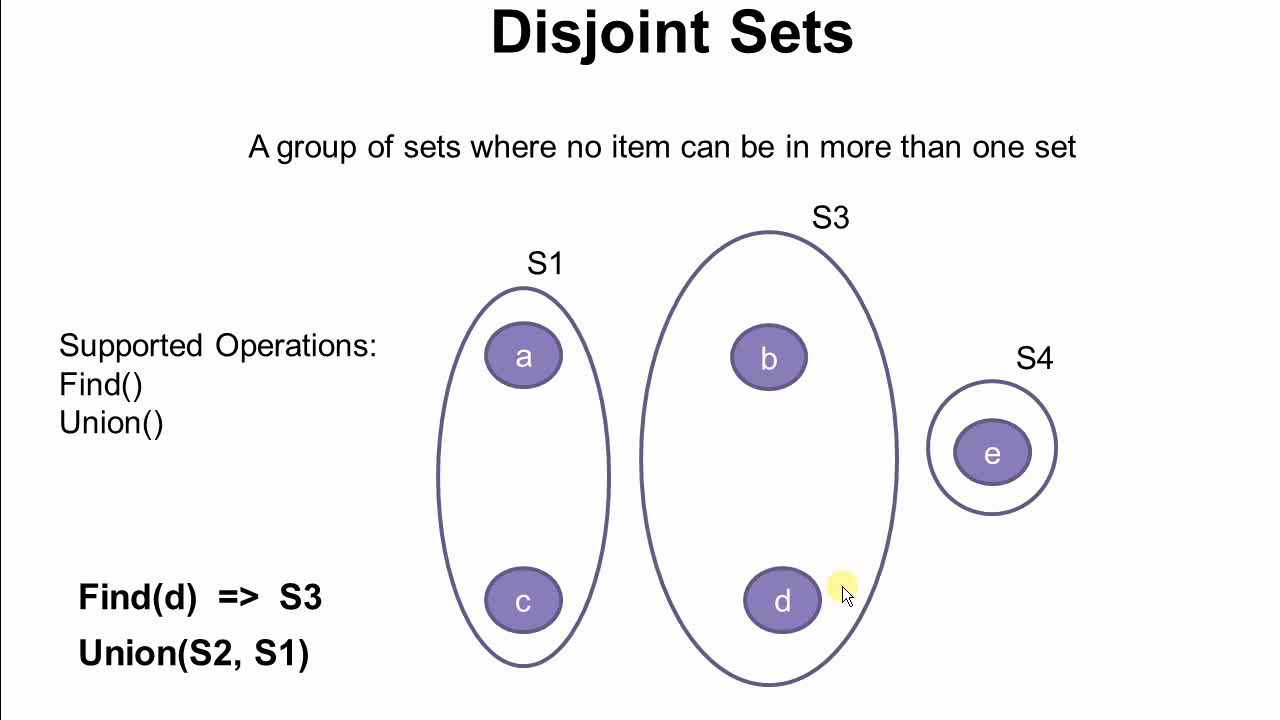 Disjoint Sets
A group of sets where no item can be in more than one set
S3
S1
Supported Operations:
Find()
Union()
a
b
S4
e
c
d
Find(d) => S3
Union(S2, S1)